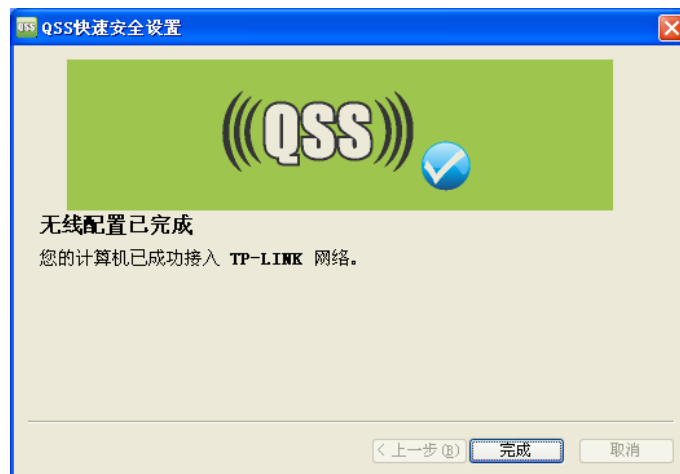 QSS QSS快速安全设置
(((QSS)))
无线配置已完成
您的计算机已成功接入 TP-LINK 网络。
< 上一步(B) 完成 取消